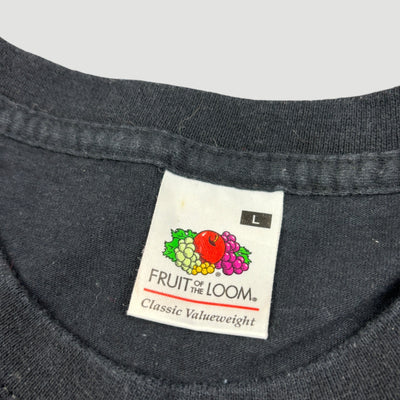 L
FRUIT OF THE LOOM®
Classic Valueweight